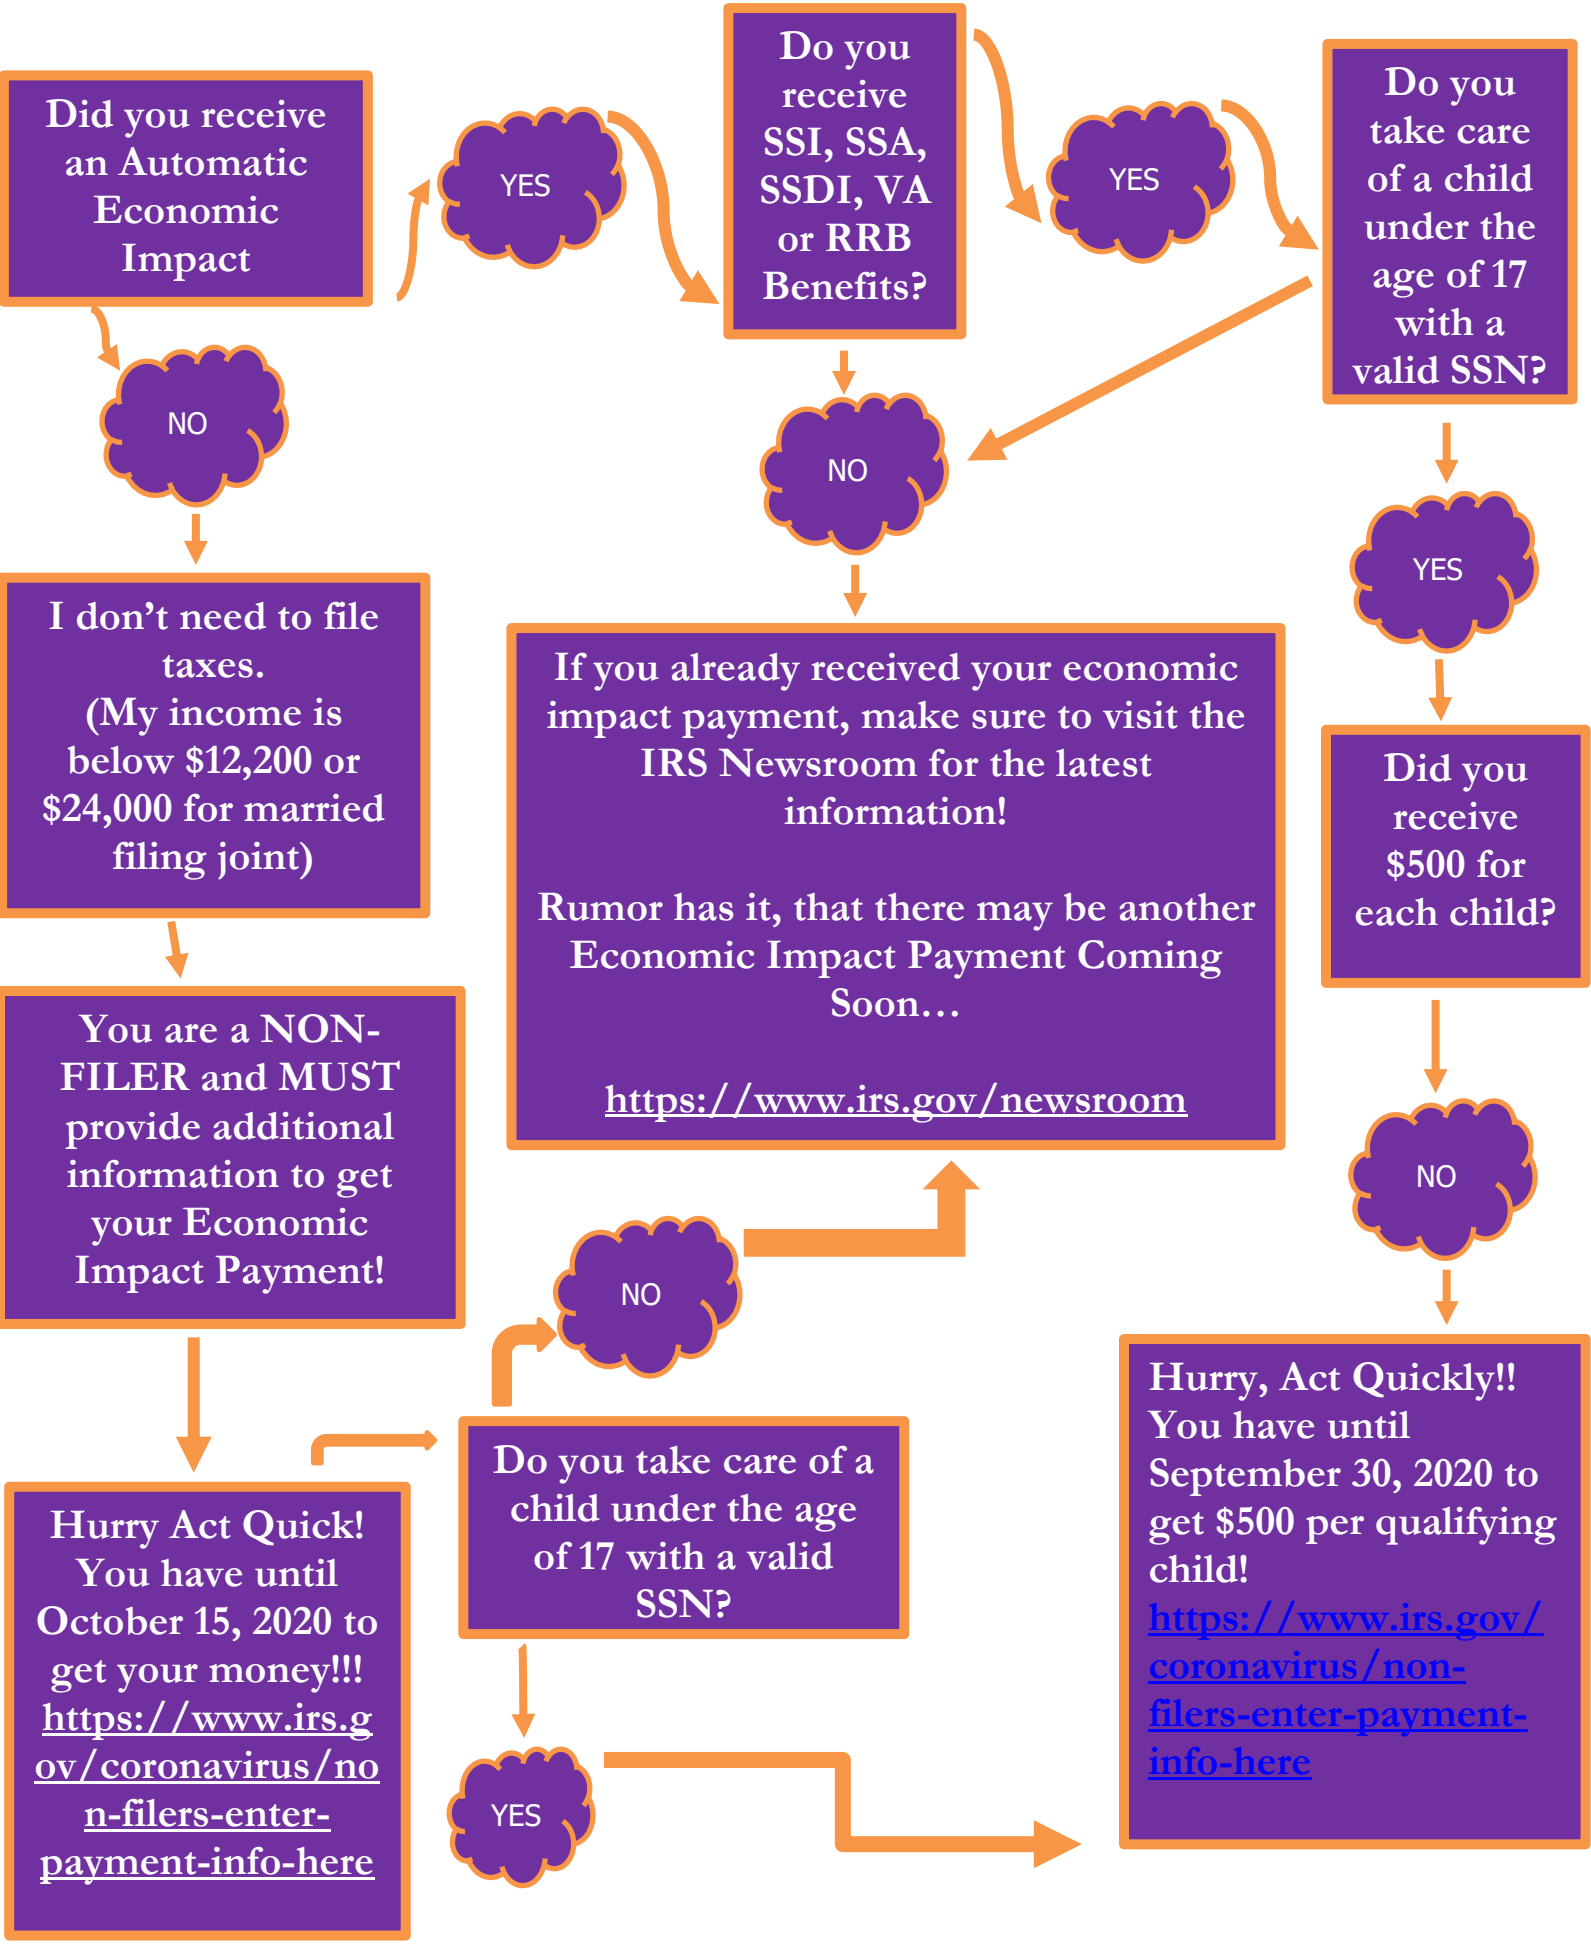 Did you receive
an Automatic
Economic
Impact
YES
Do you
receive
SSI, SSA,
SSDI, VA
or RRB
Benefits?
YES
Do you
take care
of a child
under the
age of 17
with a
valid SSN?
NO
NO
YES
I don’t need to file
taxes.
(My income is
below $12,200 or
$24,000 for married
filing joint)
If you already received your economic
impact payment, make sure to visit the
IRS Newsroom for the latest
information!
Rumor has it, that there may be another
Economic Impact Payment Coming
Soon…
https://www.irs.gov/newsroom
Did you
receive
$500 for
each child?
You are a NON-
FILER and MUST
provide additional
information to get
your Economic
Impact Payment!
NO
NO
Do you take care of a
child under the age
of 17 with a valid
SSN?
Hurry, Act Quickly!!
You have until
September 30, 2020 to
get $500 per qualifying
child!
https://www.irs.gov/
coronavirus/non-
filers-enter-payment-
info-here
Hurry Act Quick!
You have until
October 15, 2020 to
get your money!!!
https://www.irs.g
ov/coronavirus/no
n-filers-enter-
payment-info-here
YES